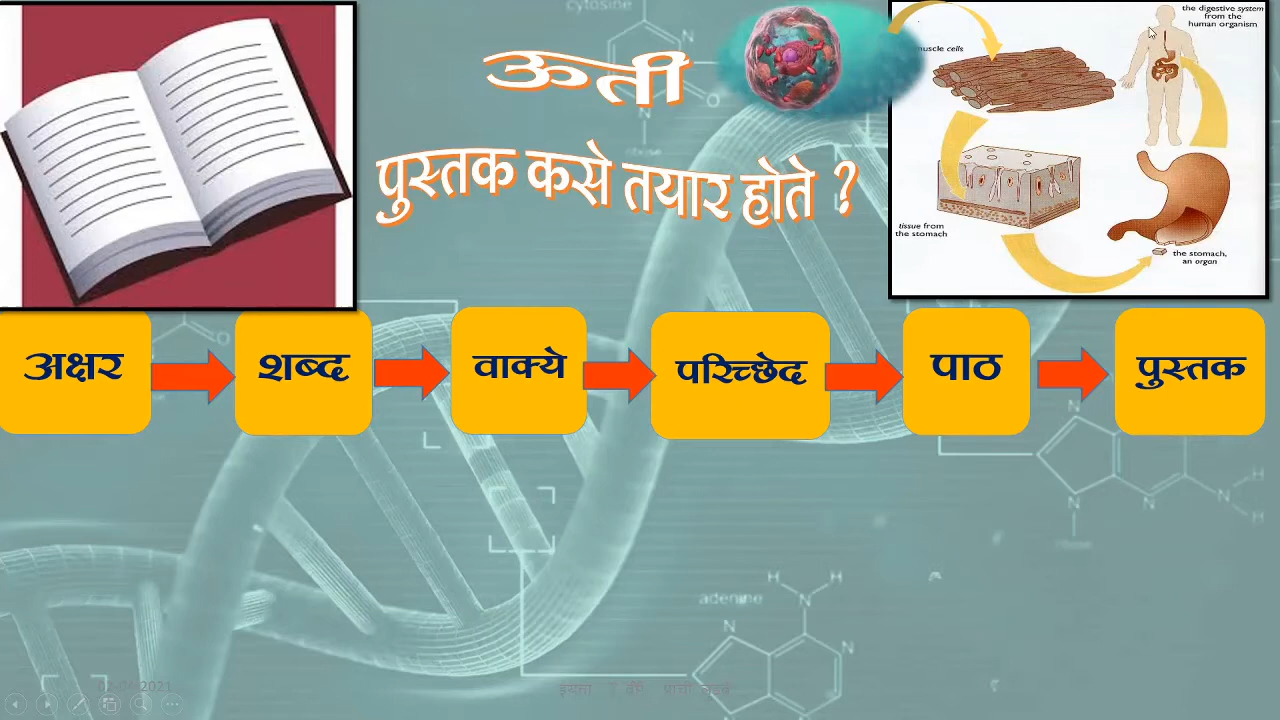 cytosine
ऊती
the digestive system
from the
human organism
muscle cells
पुस्तक कसे तयार होते ?
tissue from
the stomach
the stomach,
an organ
अक्षर
शब्द
वाक्ये
परिच्छेद
पाठ
पुस्तक
adenine